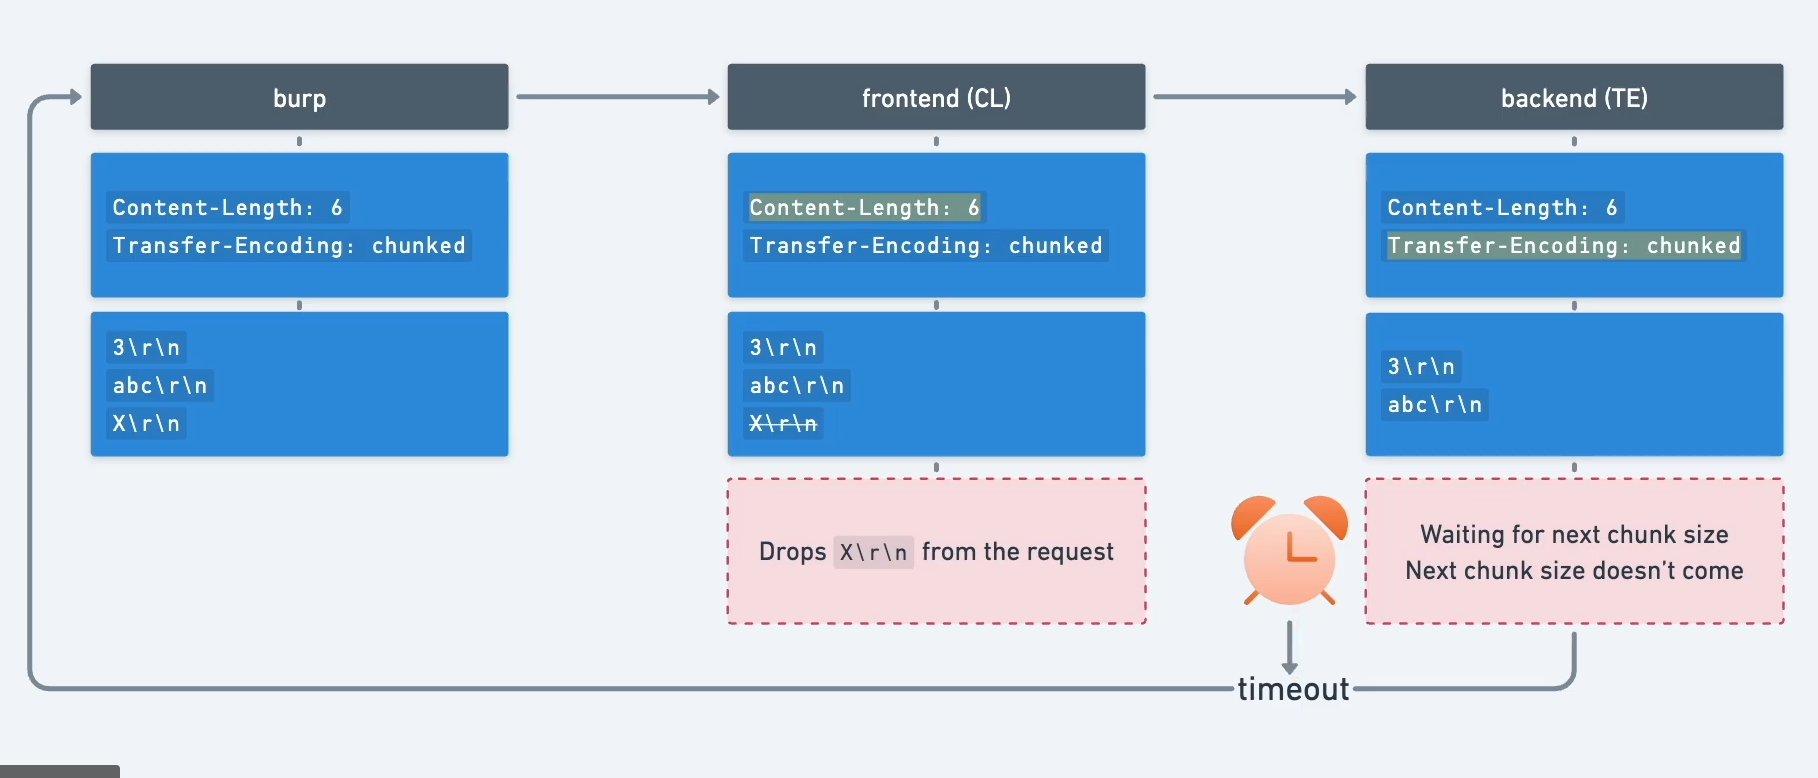 burp
frontend (CL)
backend (TE)
Content-Length: 6
Transfer-Encoding: chunked
Content-Length: 6
Transfer-Encoding: chunked
Content-Length: 6
Transfer-Encoding: chunked
3\r\n
abc\r\n
X\r\n
3\r\n
abc\r\n
X\r\n
3\r\n
abc\r\n
Drops X\r\n from the request
Waiting for next chunk size
Next chunk size doesn't come
timeout